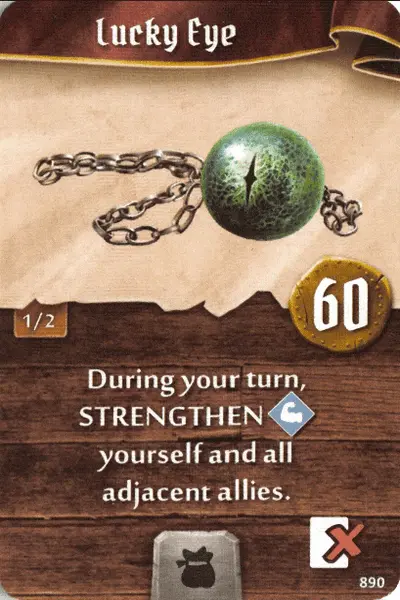 Lucky Eye
60
1/2
During your turn,
STRENGTHEN
yourself and all
adjacent allies.
890